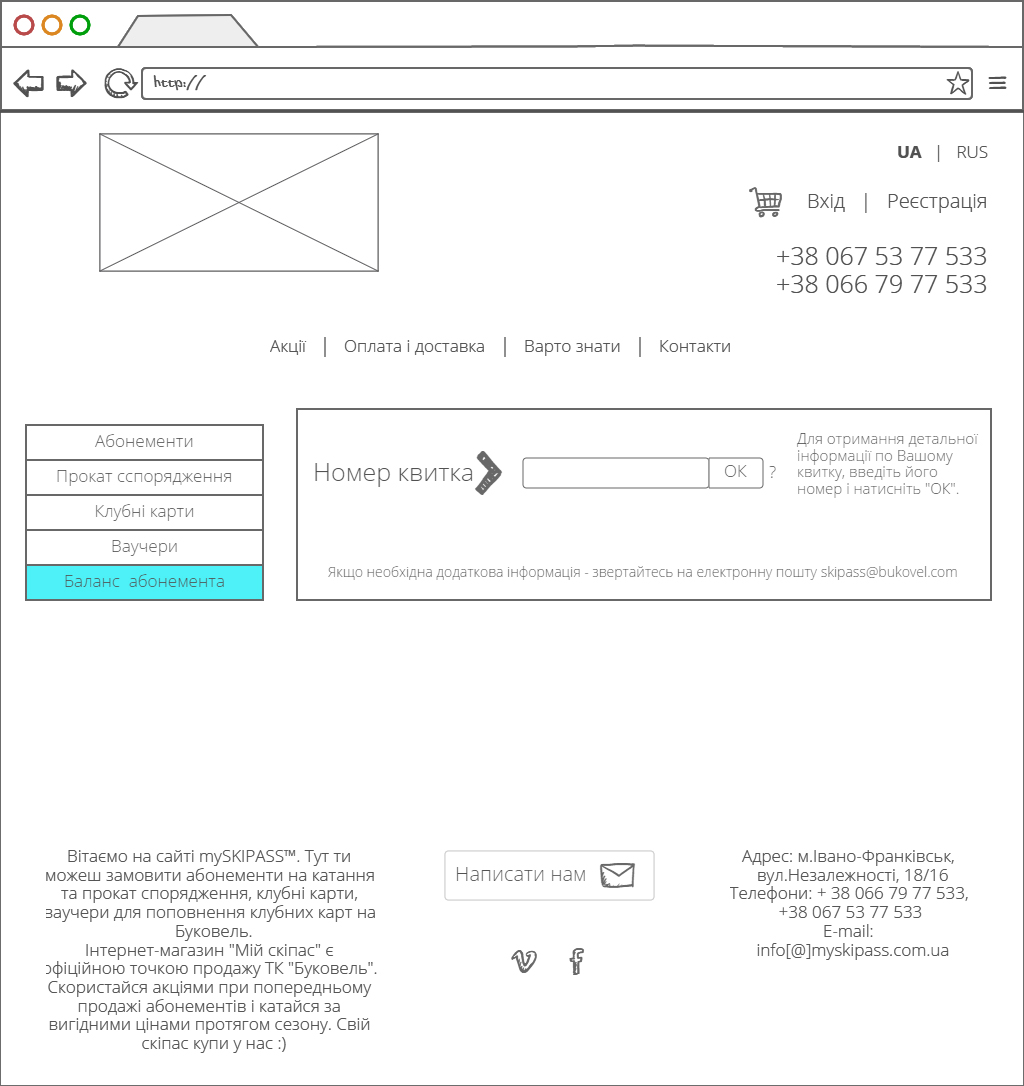 http://
UA | RUS
Вхід | Реєстрація
+38 067 53 77 533
+38 066 79 77 533
Акції | Оплата і доставка | Варто знати | Контакти
Абонементи
Прокат сспорядження
Клубні карти
Ваучери
Баланс абонемента
Номер квитка
ОК
?
Для отримання детальної
інформації по Вашому
квитку, введіть його
номер і натисніть "ОК".
Якщо необхідна додаткова інформація - звертайтесь на електронну пошту skipass@bukovel.com
Вітаємо на сайті mySKIPASS™. Тут ти
можеш замовити абонементи на катання
та прокат спорядження, клубні карти,
ваучери для поповнення клубних карт на
Буковель.
Інтернет-магазин "Мій скіпас" є
офіційною точкою продажу ТК "Буковель".
Скористайся акціями при попередньому
продажі абонементів і катайся за
вигідними цінами протягом сезону. Свій
скіпас купи у нас :)
Написати нам
Адрес: м.Івано-Франківськ,
вул.Незалежності, 18/16
Телефони: + 38 066 79 77 533,
+38 067 53 77 533
E-mail:
info[@]myskipass.com.ua